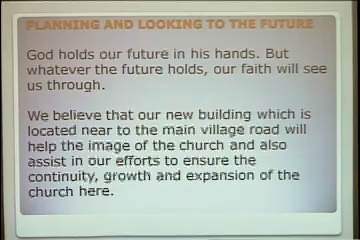 PLANNING AND LOOKING TO THE FUTURE
God holds our future in his hands. But
whatever the future holds, our faith will see
us through.
We believe that our new building which is
located near to the main village road will
help the image of the church and also
assist in our efforts to ensure the
continuity, growth and expansion of the
church here.